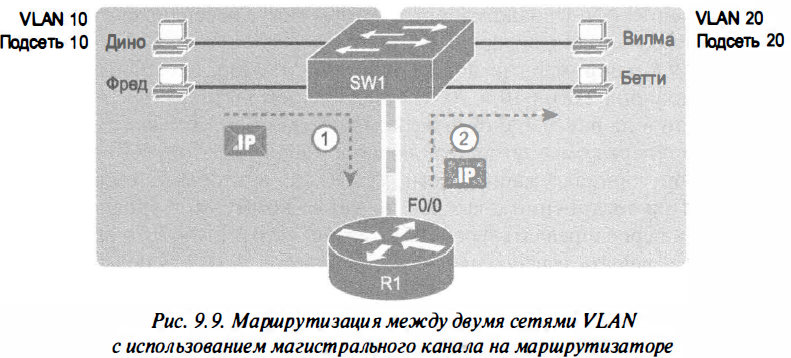 VLAN 10
Подсеть 10
VLAN 20
Подсеть 20
Дино
Фред
SW1
Вилма
Бетти
.IP
1
2
.IP
F0/0
R1
Рис. 9.9. Маршрутизация между двумя сетями VLAN
с использованием магистрального канала на маршрутизаторе